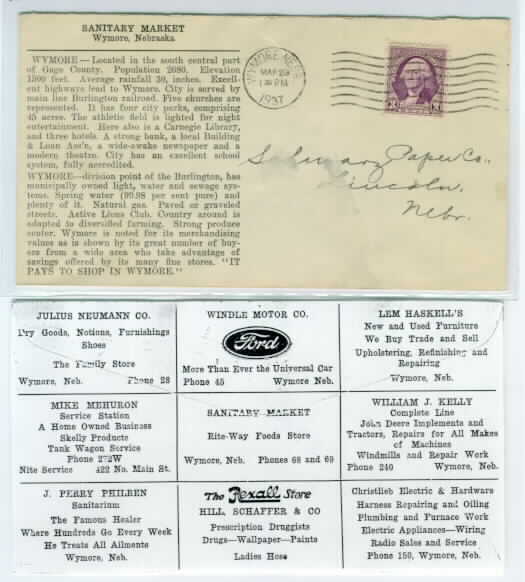 SANITARY MARKET
Wymore, Nebraska
WYMORE — Located in the south central part
of Gage County. Population 2680. Elevation
1500 feet. Average rainfall 30, inches. Excell-
ent highways lead to Wymore. City is served by
main line Burlington railroad. Five churches are
represented. It has four city parks, comprising
45 acre. The athletic field is lighted for night
entertainment. Here also is a Carnegie Library,
and three hotels. A strong bank, a local Building
& Loan Ass'n, a wide-awake newspaper and a
modern theatre. City has an excellent school
system, fully accredited.
WYMORE—division point of the Burlington, has
municipally owned light, water and sewage sys-
tems. Spring water (99.98 per cent pure) and
plenty of it. Natural gas. Paved or graveled
streets. Active Lions Club. Country around is
adapted to diversified farming. Strong produce
center. Wymore is noted for its merchandising
values as is shown by its great number of buy-
ers from a wide area who take advantage of
savings offered by its many fine stores. "IT
PAYS TO SHOP IN WYMORE."
WYMORE NEBR
MAR 29
PM
1937
3 3
Paper Co.,
Lincoln,
Nebr.
JULIUS NEUMANN CO.
Dry Goods, Notions, Furnishings
Shoes
The Family Store
Wymore, Neb. Phone 28
WINDLE MOTOR CO.
Ford
More Than Ever the Universal Car
Phone 45 Wymore Neb.
LEM HASKELL'S
New and Used Furniture
We Buy Trade and Sell
Upholstering, Refinishing and
Repairing
Wymore, Neb.
MIKE MEHURON
Service Station
A Home Owned Business
Skelly Products
Tank Wagon Service
Phone 272W
Nite Service 422 No. Main St.
SANITARY MARKET
Rite-Way Foods Store
Wymore, Neb. Phones 68 and 69
WILLIAM J. KELLY
Complete Line
John Deere Implements and
Tractors, Repairs for All Makes
of Machines
Windmills and Repair Work
Phone 240 Wymore, Neb.
J. PERRY PHILBEN
Sanitarium
The Famous Healer
Where Hundreds Go Every Week
He Treats All Ailments
Wymore, Neb.
The Rexall Store
HILL, SCHAFFER & CO
Prescription Druggists
Drugs—Wallpaper—Paints
Ladies Hose
Christlieb Electric & Hardware
Harness Repairing and Oiling
Plumbing and Furnace Work
Electric Appliances—Wiring
Radio Sales and Service
Phone 150, Wymore, Neb.